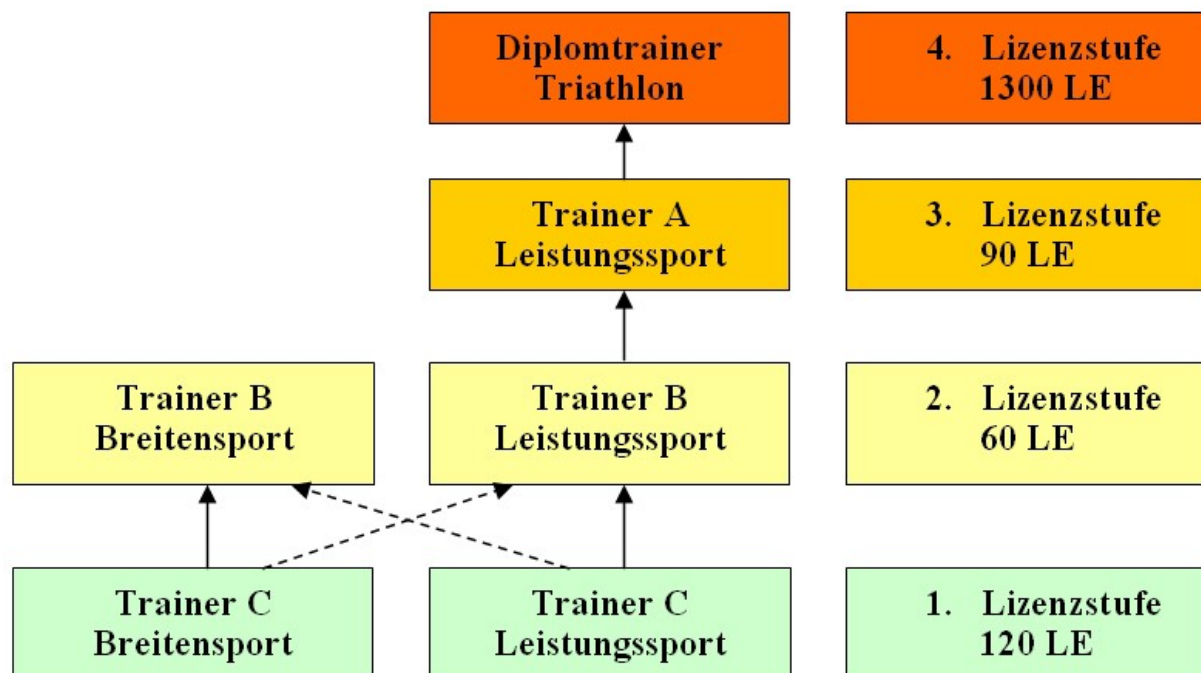 Diplomtrainer
Triathlon
4. Lizenzstufe
1300 LE
Trainer A
Leistungssport
3. Lizenzstufe
90 LE
Trainer B
Breitensport
Trainer B
Leistungssport
2. Lizenzstufe
60 LE
Trainer C
Breitensport
Trainer C
Leistungssport
1. Lizenzstufe
120 LE